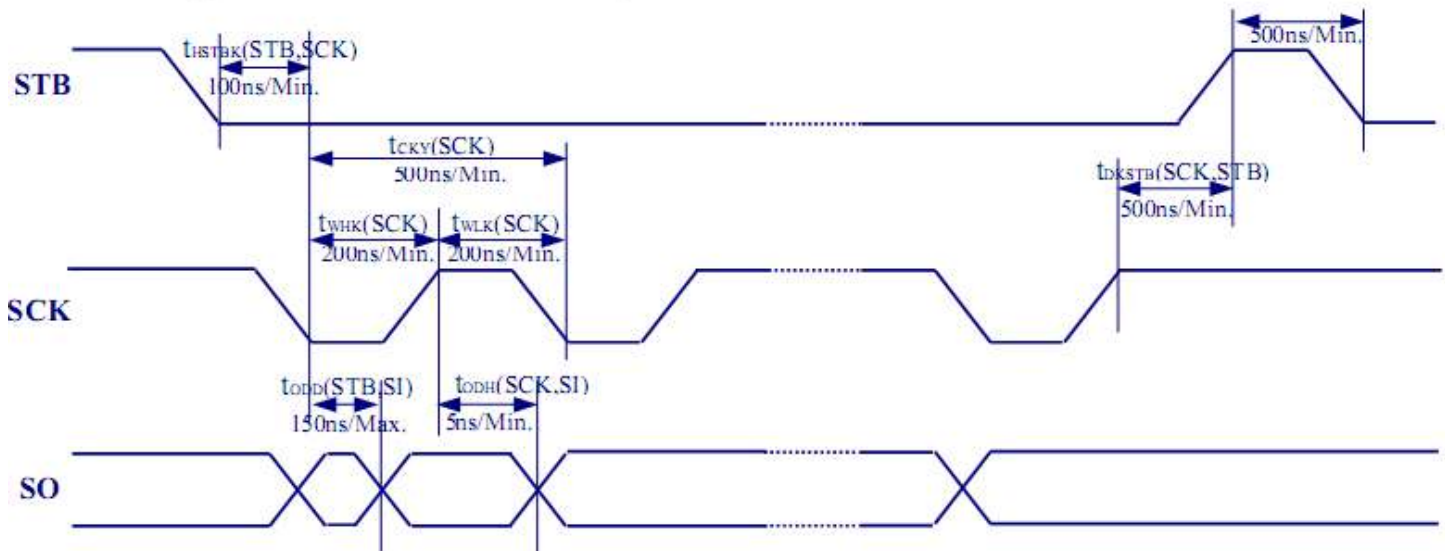 500ns/Min.
tHSTBK(STB,SCK)
100ns/Min.
STB
tCKY(SCK)
500ns/Min.
tDKSTB(SCK,STB)
500ns/Min.
tWHK(SCK)
200ns/Min.
tWLK(SCK)
200ns/Min.
SCK
tODD(STB,SI)
150ns/Max.
tODH(SCK,SI)
5ns/Min.
SO